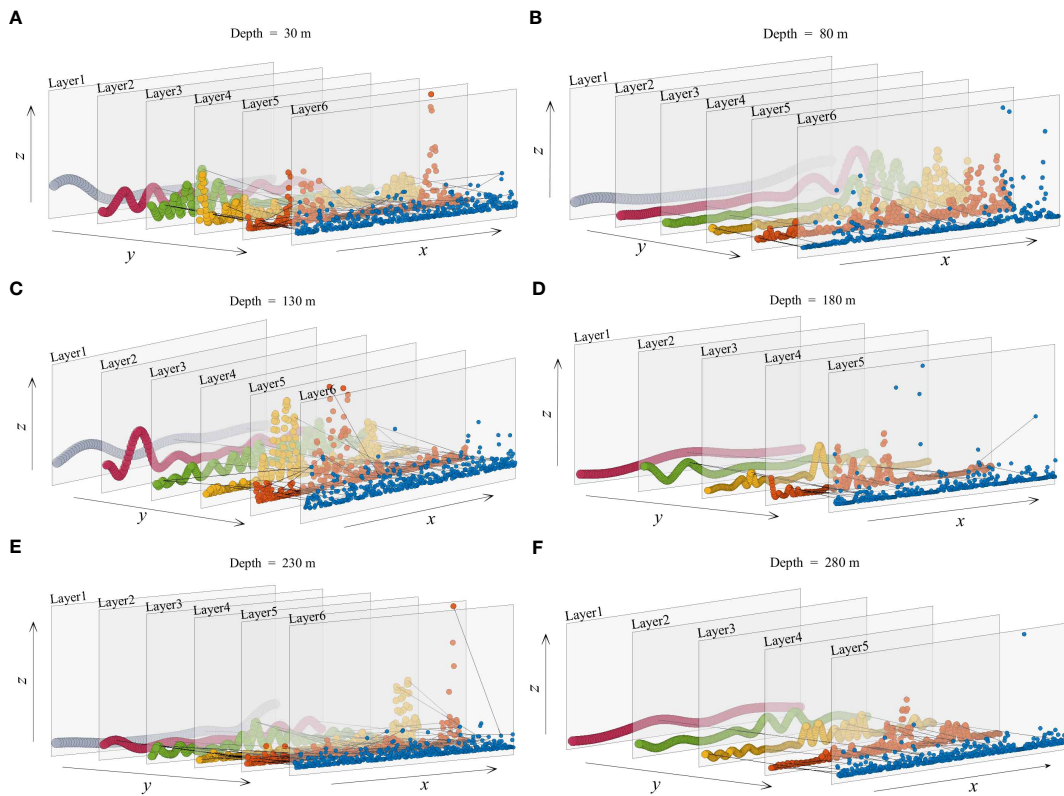 A
Depth = 30 m
Layer1
Layer2
Layer3
Layer4
Layer5
Layer6
z
y
x
B
Depth = 80 m
Layer1
Layer2
Layer3
Layer4
Layer5
Layer6
z
y
x
C
Depth = 130 m
Layer1
Layer2
Layer3
Layer4
Layer5
Layer6
z
y
x
D
Depth = 180 m
Layer1
Layer2
Layer3
Layer4
Layer5
z
y
x
E
Depth = 230 m
Layer1
Layer2
Layer3
Layer4
Layer5
Layer6
z
y
x
F
Depth = 280 m
Layer1
Layer2
Layer3
Layer4
Layer5
z
y
x